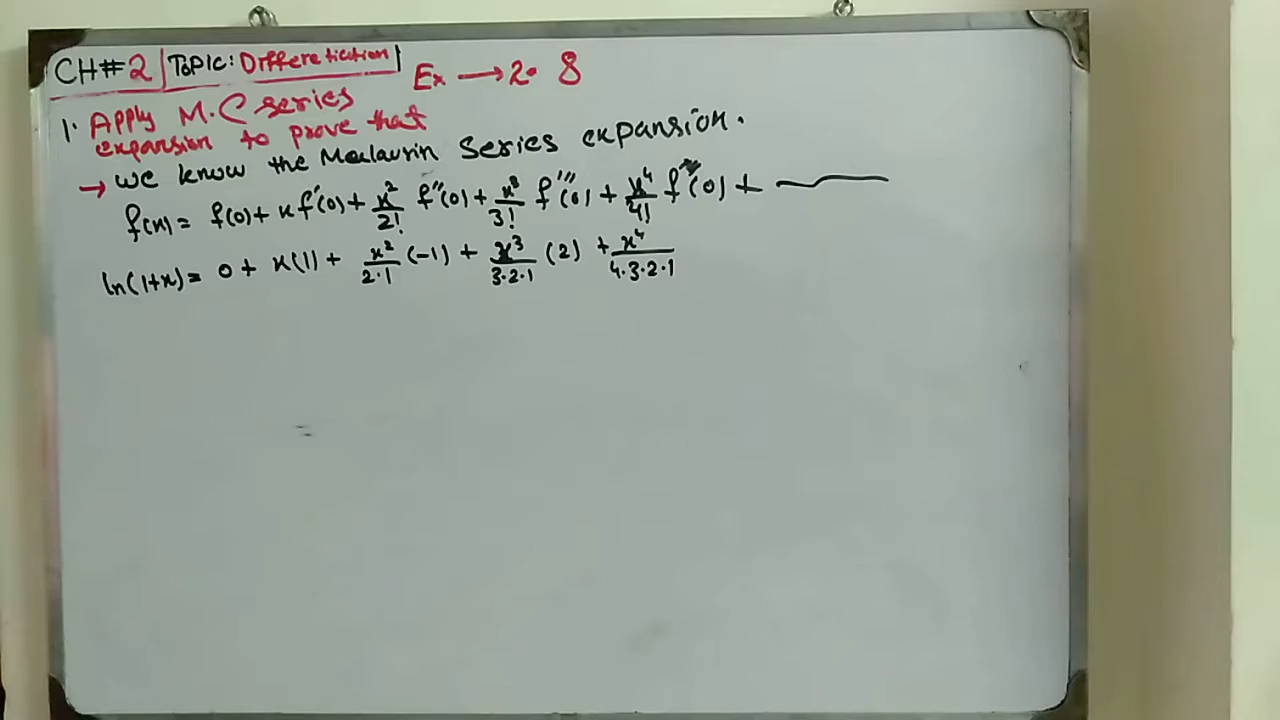 CH#2 | Topic: Differetiction | Ex → 2. 8
1. Apply M.C series
expansion to prove that
→ we know the Maclaurin series expansion.
f(x) = f(0) + x f'(0) + x²/2! f''(0) + x³/3! f'''(0) + x⁴/4! f (0) + ———
ln(1+x) = 0 + x(1) + x²/2·1 (-1) + x³/3·2·1 (2) + x⁴/4·3·2·1